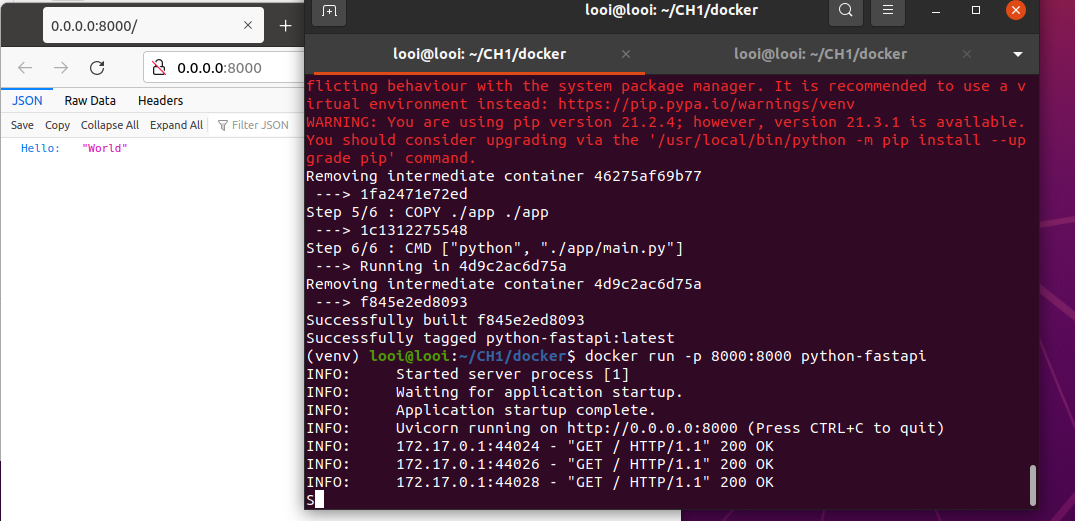 0.0.0.0:8000/
0.0.0.0:8000
JSON Raw Data Headers
Save Copy Collapse All Expand All Filter JSON
Hello: "World"
looi@looi: ~/CH1/docker
looi@looi: ~/CH1/docker looi@looi: ~/CH1/docker
flicting behaviour with the system package manager. It is recommended to use a v
irtual environment instead: https://pip.pypa.io/warnings/venv
WARNING: You are using pip version 21.2.4; however, version 21.3.1 is available.
You should consider upgrading via the '/usr/local/bin/python -m pip install --up
grade pip' command.
Removing intermediate container 46275af69b77
 ---> 1fa2471e72ed
Step 5/6 : COPY ./app ./app
 ---> 1c1312275548
Step 6/6 : CMD ["python", "./app/main.py"]
 ---> Running in 4d9c2ac6d75a
Removing intermediate container 4d9c2ac6d75a
 ---> f845e2ed8093
Successfully built f845e2ed8093
Successfully tagged python-fastapi:latest
(venv) looi@looi:~/CH1/docker$ docker run -p 8000:8000 python-fastapi
INFO:     Started server process [1]
INFO:     Waiting for application startup.
INFO:     Application startup complete.
INFO:     Uvicorn running on http://0.0.0.0:8000 (Press CTRL+C to quit)
INFO:     172.17.0.1:44024 - "GET / HTTP/1.1" 200 OK
INFO:     172.17.0.1:44026 - "GET / HTTP/1.1" 200 OK
INFO:     172.17.0.1:44028 - "GET / HTTP/1.1" 200 OK
S